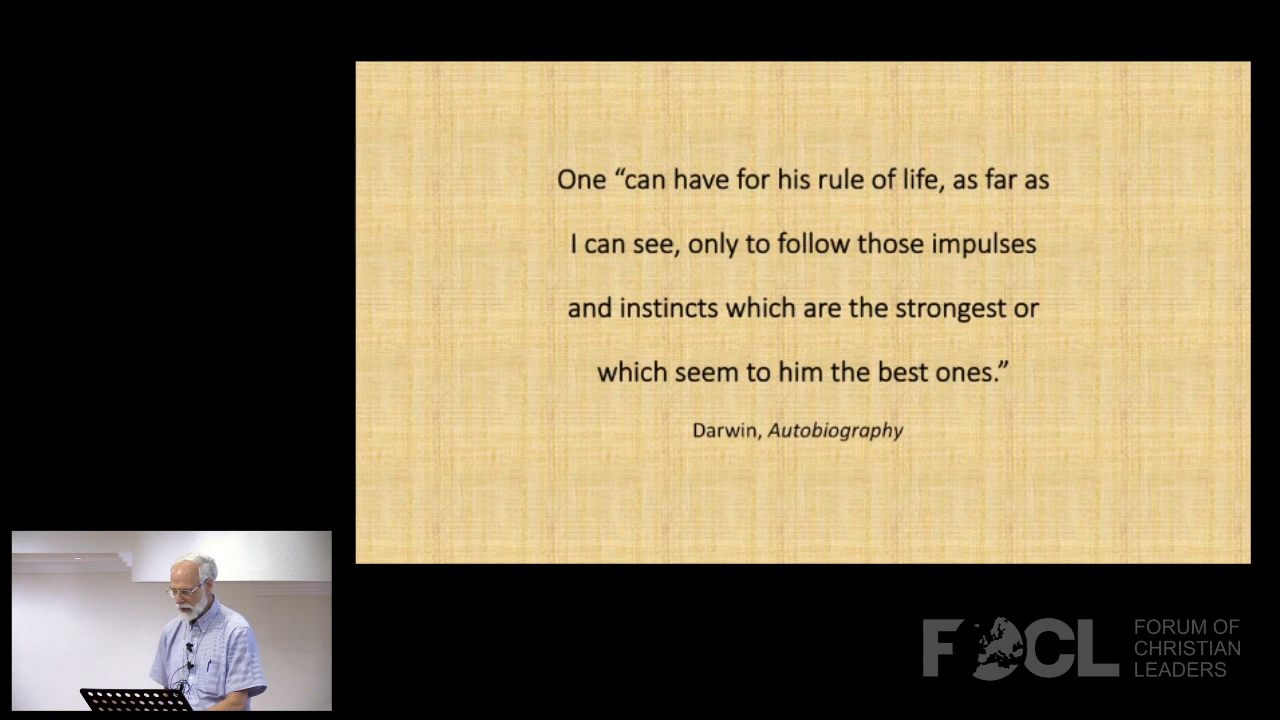 One “can have for his rule of life, as far as
I can see, only to follow those impulses
and instincts which are the strongest or
which seem to him the best ones.”
Darwin, Autobiography
FOCL
FORUM OF
CHRISTIAN
LEADERS